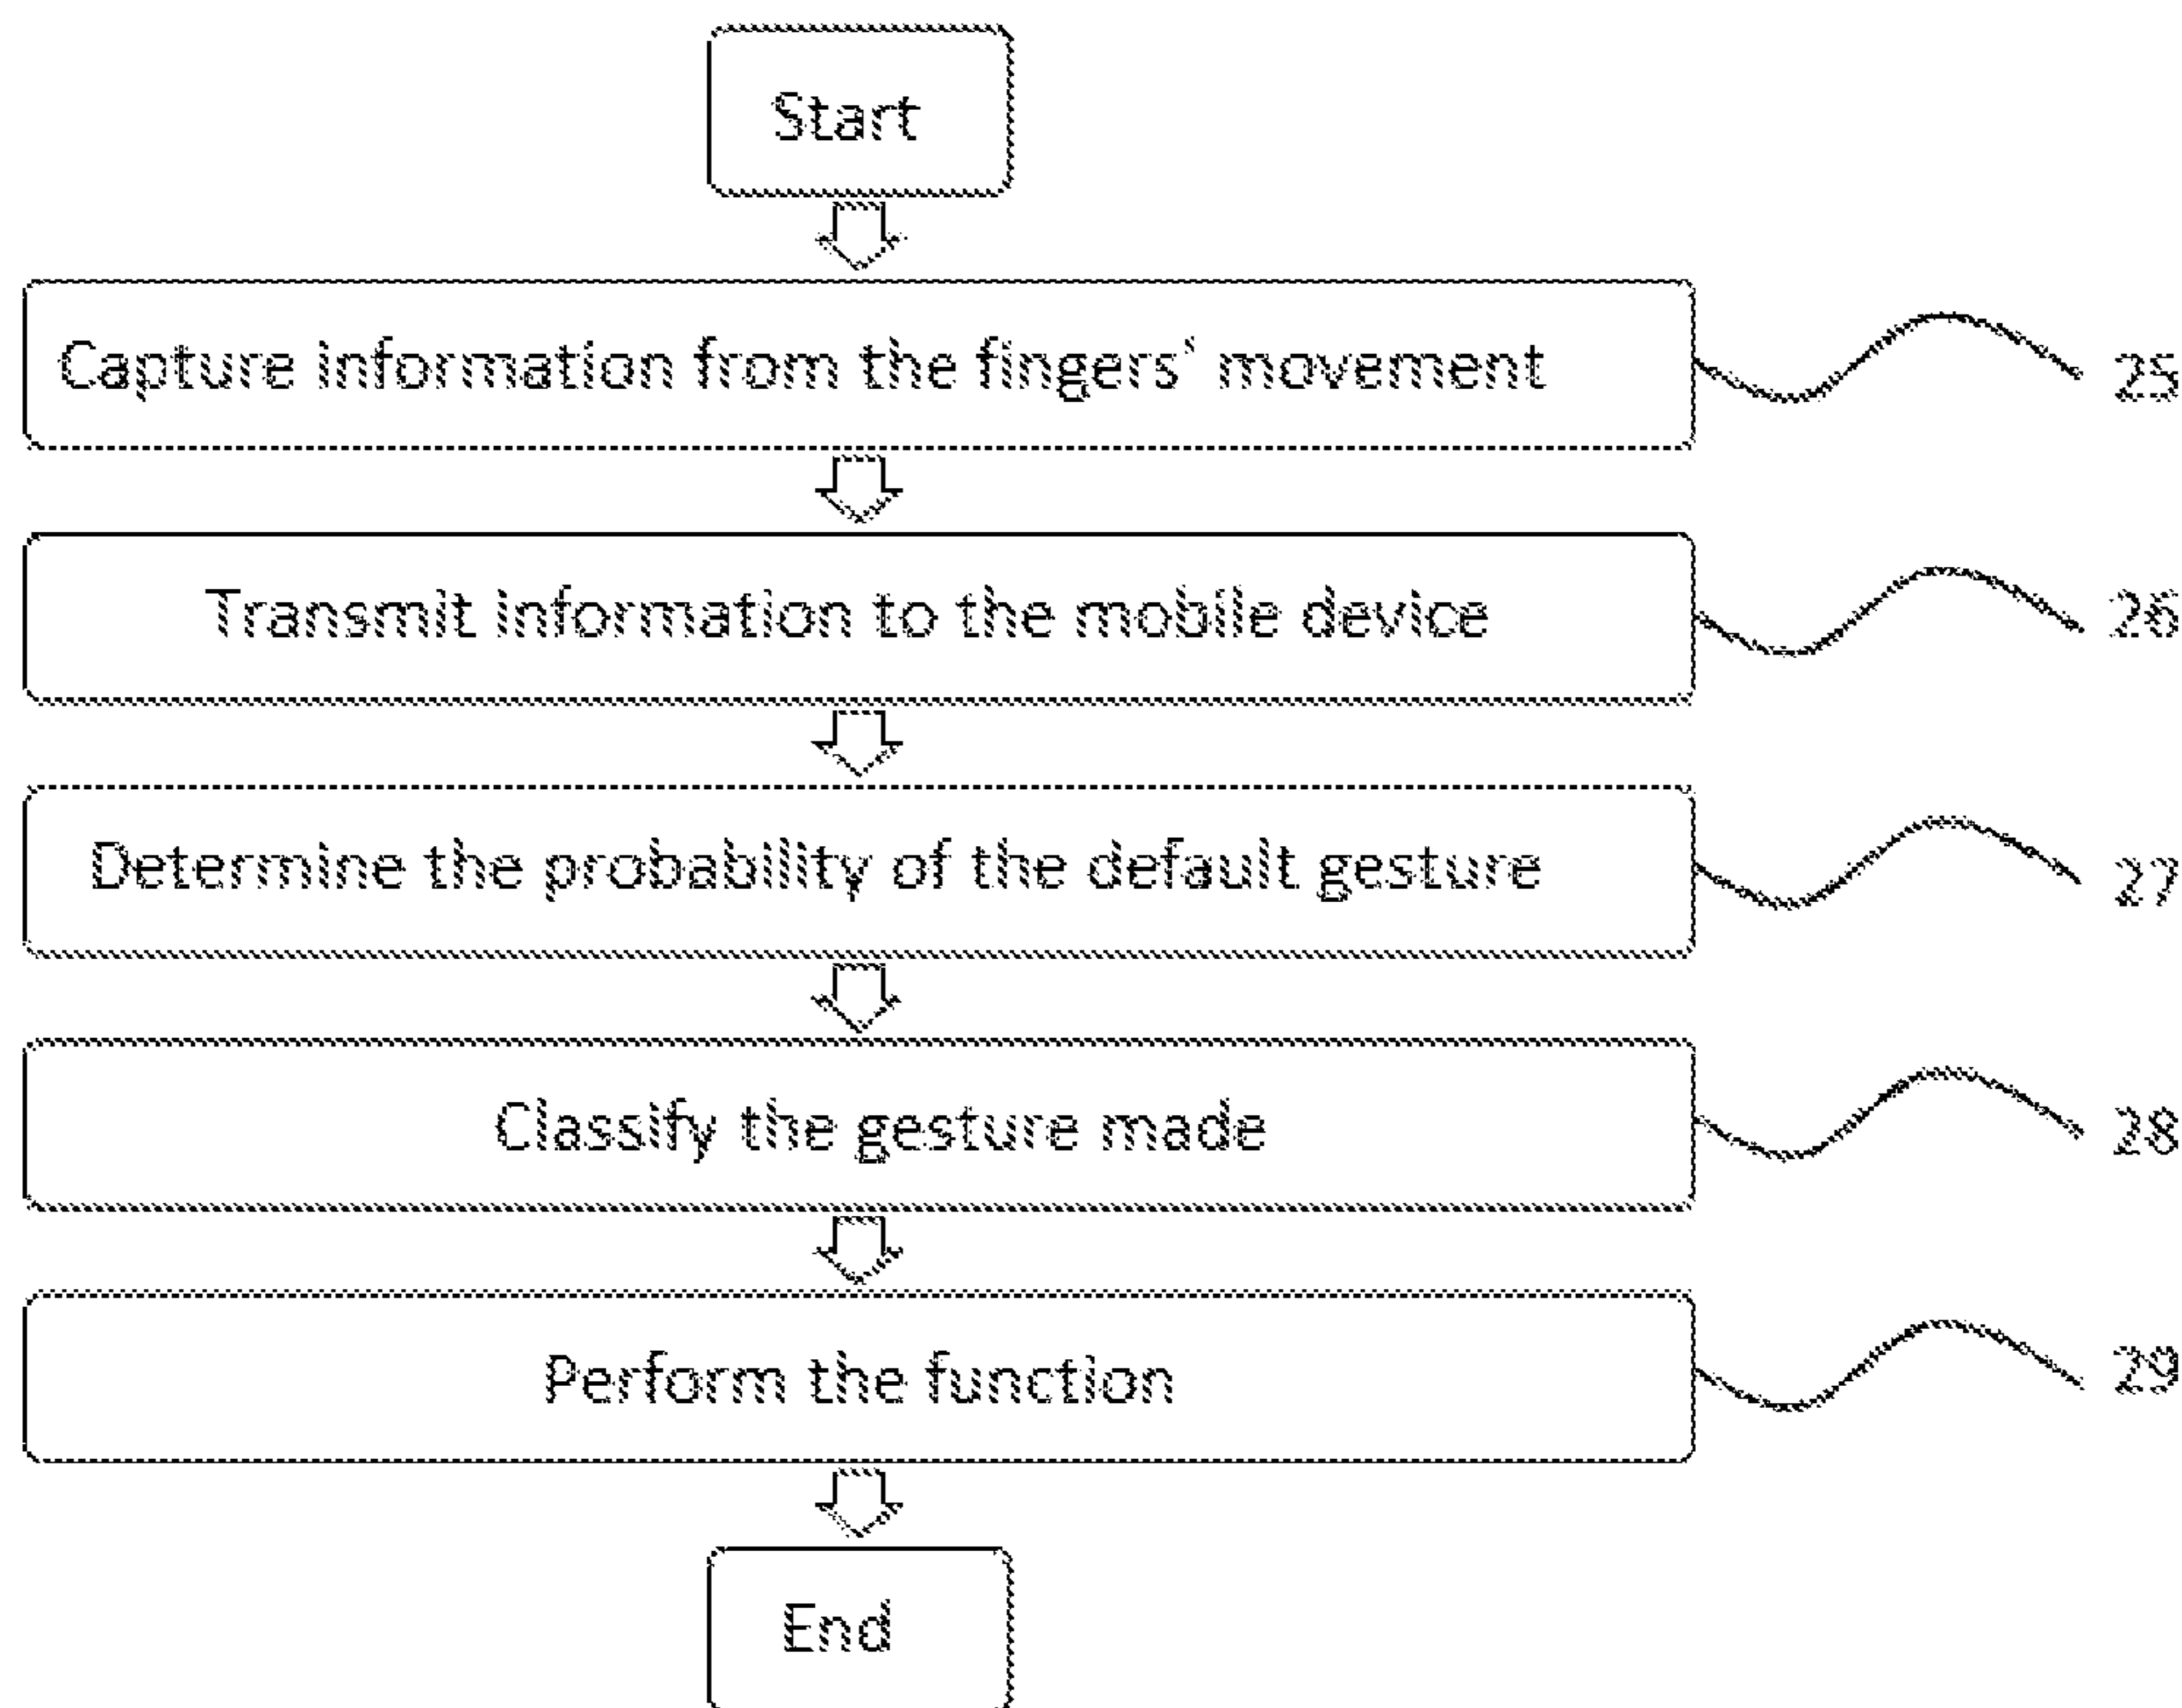 Start
Capture information from the fingers' movement 25
Transmit information to the mobile device 26
Determine the probability of the default gesture 27
Classify the gesture made 28
Perform the function 29
End